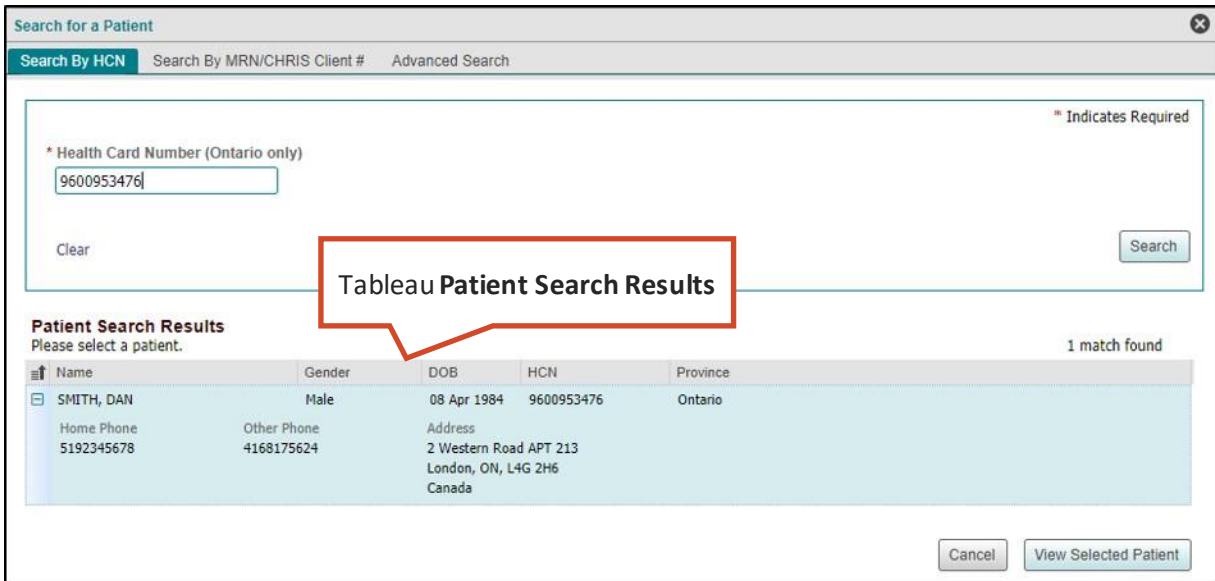 Search for a Patient
Search By HCN Search By MRN/CHRIS Client # Advanced Search
* Indicates Required
* Health Card Number (Ontario only)
9600953476
Clear
Search
Tableau Patient Search Results
Patient Search Results
Please select a patient.
1 match found
Name Gender DOB HCN Province
SMITH, DAN Male 08 Apr 1984 9600953476 Ontario
Home Phone Other Phone Address
5192345678 4168175624 2 Western Road APT 213
London, ON, L4G 2H6
Canada
Cancel View Selected Patient